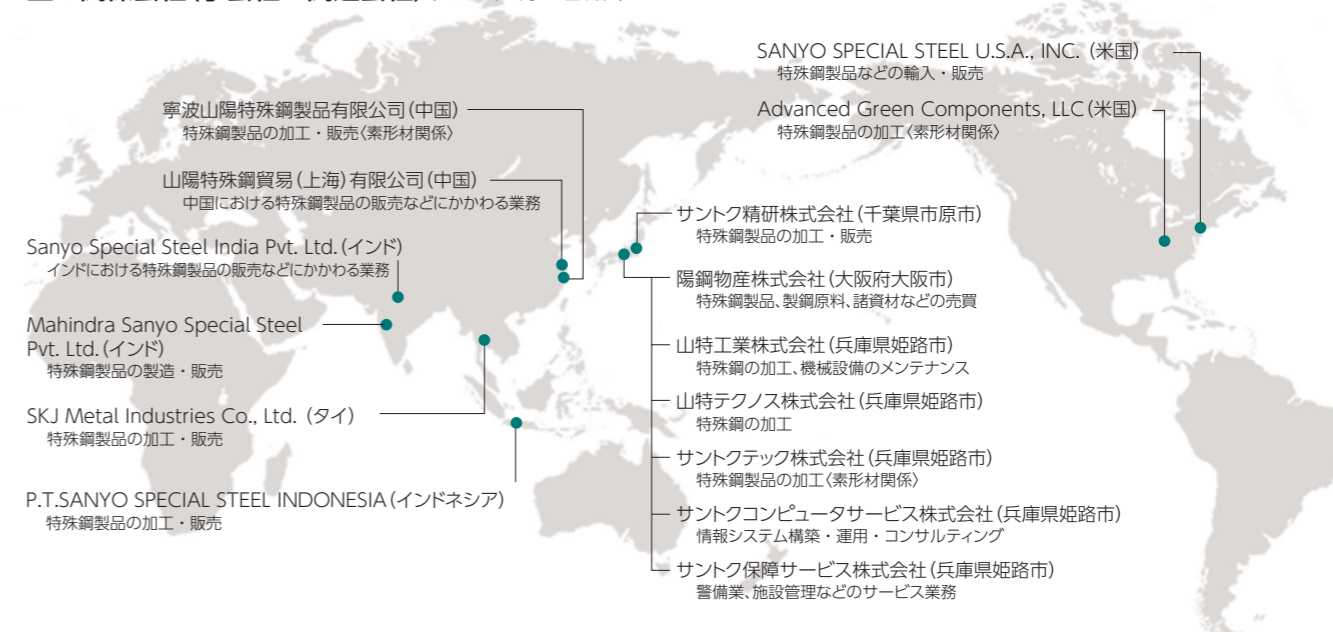 SANYO SPECIAL STEEL U.S.A., INC. (米国)
特殊鋼製品などの輸入・販売
Advanced Green Components, LLC(米国)
特殊鋼製品の加工〈素形材関係〉
寧波山陽特殊鋼製品有限公司(中国)
特殊鋼製品の加工・販売〈素形材関係〉
山陽特殊鋼貿易(上海)有限公司(中国)
中国における特殊鋼製品の販売などにかかわる業務
Sanyo Special Steel India Pvt. Ltd.(インド)
インドにおける特殊鋼製品の販売などにかかわる業務
Mahindra Sanyo Special Steel
Pvt. Ltd.(インド)
特殊鋼製品の製造・販売
SKJ Metal Industries Co., Ltd. (タイ)
特殊鋼製品の加工・販売
P.T.SANYO SPECIAL STEEL INDONESIA(インドネシア)
特殊鋼製品の加工・販売
サントク精研株式会社(千葉県市原市)
特殊鋼製品の加工・販売
陽鋼物産株式会社(大阪府大阪市)
特殊鋼製品、製鋼原料、諸資材などの売買
山特工業株式会社(兵庫県姫路市)
特殊鋼の加工、機械設備のメンテナンス
山特テクノス株式会社(兵庫県姫路市)
特殊鋼の加工
サントクテック株式会社(兵庫県姫路市)
特殊鋼製品の加工〈素形材関係〉
サントクコンピュータサービス株式会社(兵庫県姫路市)
情報システム構築・運用・コンサルティング
サントク保障サービス株式会社(兵庫県姫路市)
警備業、施設管理などのサービス業務